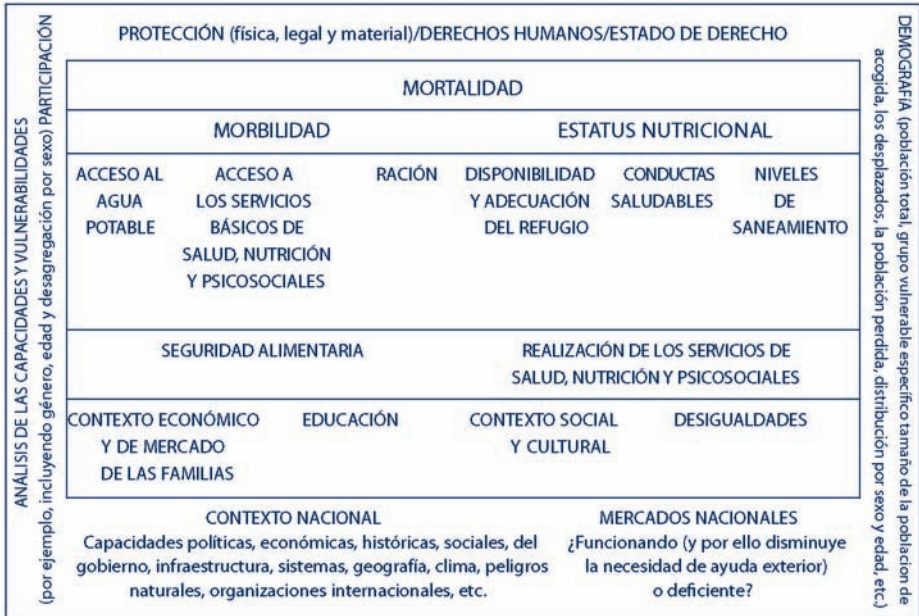 PROTECCIÓN (física, legal y material)/DERECHOS HUMANOS/ESTADO DE DERECHO
ANÁLISIS DE LAS CAPACIDADES Y VULNERABILIDADES
(por ejemplo, incluyendo género, edad y desagregación por sexo) PARTICIPACIÓN
MORTALIDAD
MORBILIDAD
ESTATUS NUTRICIONAL
ACCESO AL
AGUA
POTABLE
ACCESO A
LOS SERVICIOS
BÁSICOS DE
SALUD, NUTRICIÓN
Y PSICOSOCIALES
RACIÓN
DISPONIBILIDAD
Y ADECUACIÓN
DEL REFUGIO
CONDUCTAS
SALUDABLES
NIVELES
DE
SANEAMIENTO
SEGURIDAD ALIMENTARIA
REALIZACIÓN DE LOS SERVICIOS DE
SALUD, NUTRICIÓN Y PSICOSOCIALES
CONTEXTO ECONÓMICO
Y DE MERCADO
DE LAS FAMILIAS
EDUCACIÓN
CONTEXTO SOCIAL
Y CULTURAL
DESIGUALDADES
CONTEXTO NACIONAL
Capacidades políticas, económicas, históricas, sociales, del
gobierno, infraestructura, sistemas, geografía, clima, peligros
naturales, organizaciones internacionales, etc.
MERCADOS NACIONALES
¿Funcionando (y por ello disminuye
la necesidad de ayuda exterior)
o deficiente?
DEMOGRAFíA (población total, grupo vulnerable específico tamaño de la poblacion de
acogida, los desplazados, la población perdida, distribución por sexo y edad, etc.)